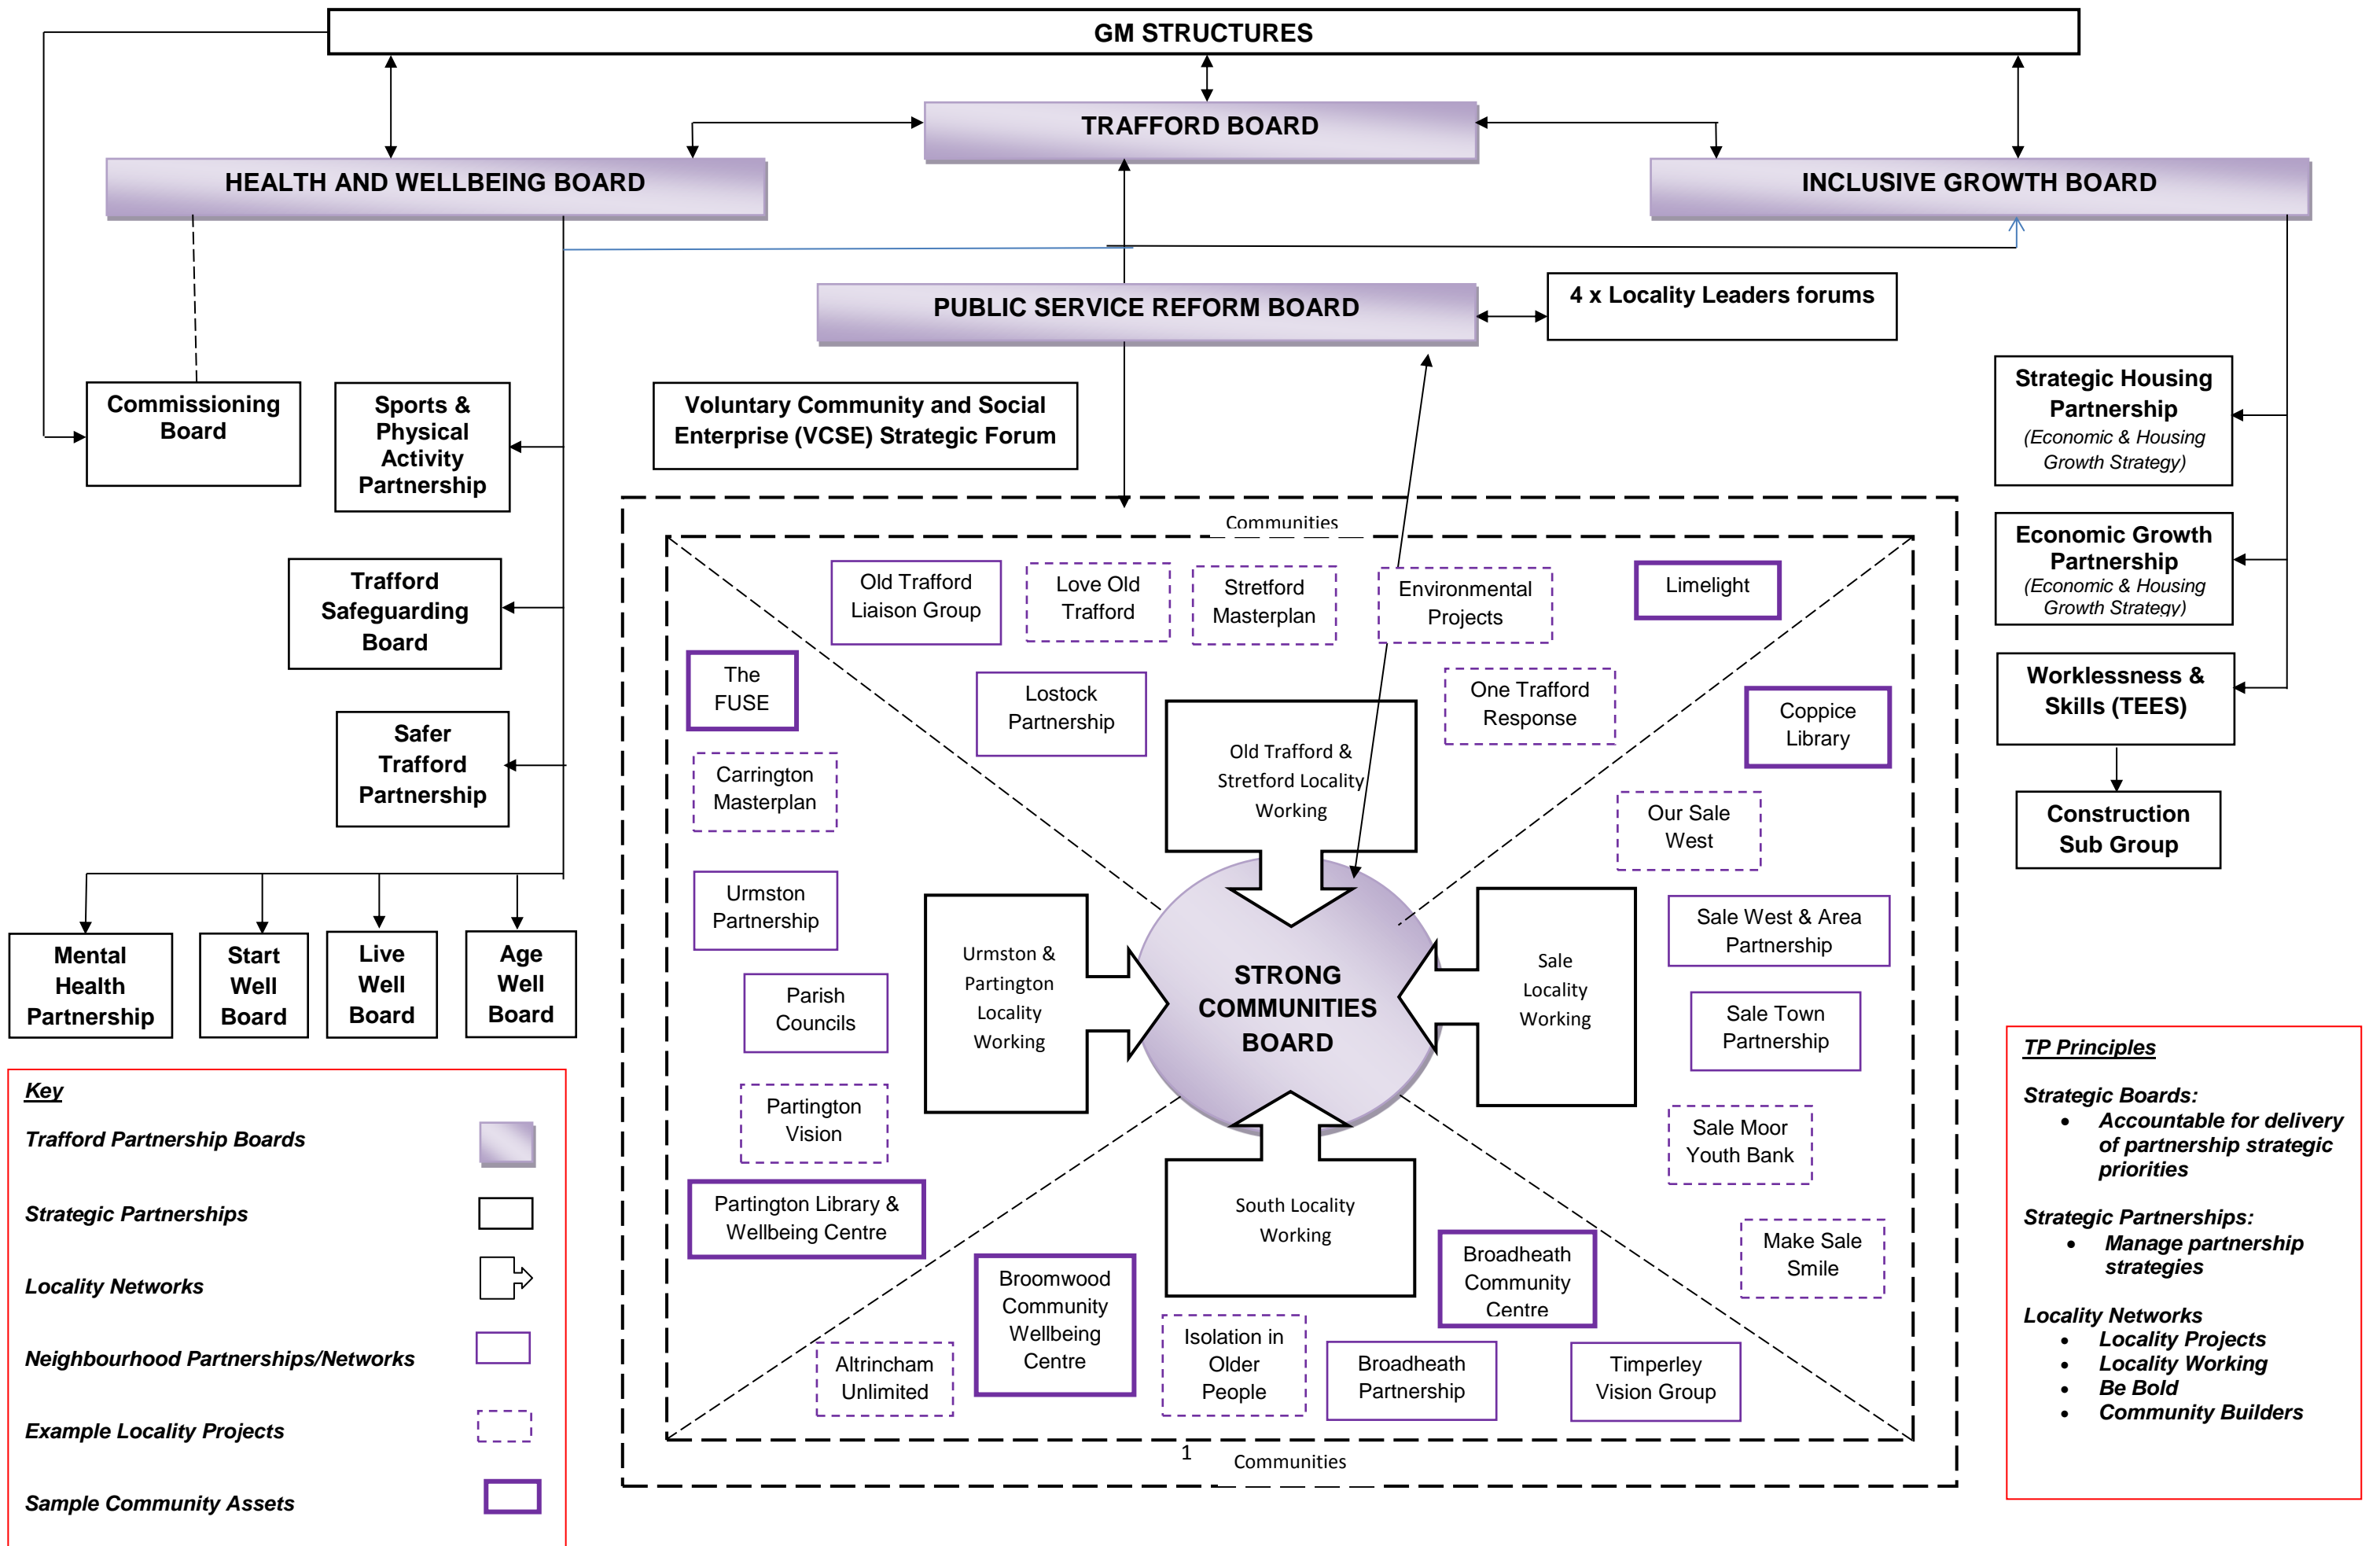 GM STRUCTURES
TRAFFORD BOARD
HEALTH AND WELLBEING BOARD
INCLUSIVE GROWTH BOARD
PUBLIC SERVICE REFORM BOARD
4 x Locality Leaders forums
Commissioning
Board
Sports &
Physical
Activity
Partnership
Voluntary Community and Social
Enterprise (VCSE) Strategic Forum
Strategic Housing
Partnership
(Economic & Housing
Growth Strategy)
Economic Growth
Partnership
(Economic & Housing
Growth Strategy)
Worklessness &
Skills (TEES)
Construction
Sub Group
Trafford
Safeguarding
Board
Safer
Trafford
Partnership
Mental
Health
Partnership
Start
Well
Board
Live
Well
Board
Age
Well
Board
Communities
Old Trafford
Liaison Group
Love Old
Trafford
Stretford
Masterplan
Environmental
Projects
Limelight
The
FUSE
Lostock
Partnership
One Trafford
Response
Coppice
Library
Old Trafford &
Stretford Locality
Working
Carrington
Masterplan
Our Sale
West
Urmston
Partnership
Sale West & Area
Partnership
Urmston &
Partington
Locality
Working
STRONG
COMMUNITIES
BOARD
Sale
Locality
Working
Parish
Councils
Sale Town
Partnership
Partington
Vision
Sale Moor
Youth Bank
Partington Library &
Wellbeing Centre
South Locality
Working
Make Sale
Smile
Broomwood
Community
Wellbeing
Centre
Broadheath
Community
Centre
Altrincham
Unlimited
Isolation in
Older
People
Broadheath
Partnership
Timperley
Vision Group
1
Communities
Key
Trafford Partnership Boards
Strategic Partnerships
Locality Networks
Neighbourhood Partnerships/Networks
Example Locality Projects
Sample Community Assets
TP Principles
Strategic Boards:
• Accountable for delivery
of partnership strategic
priorities
Strategic Partnerships:
• Manage partnership
strategies
Locality Networks
• Locality Projects
• Locality Working
• Be Bold
• Community Builders